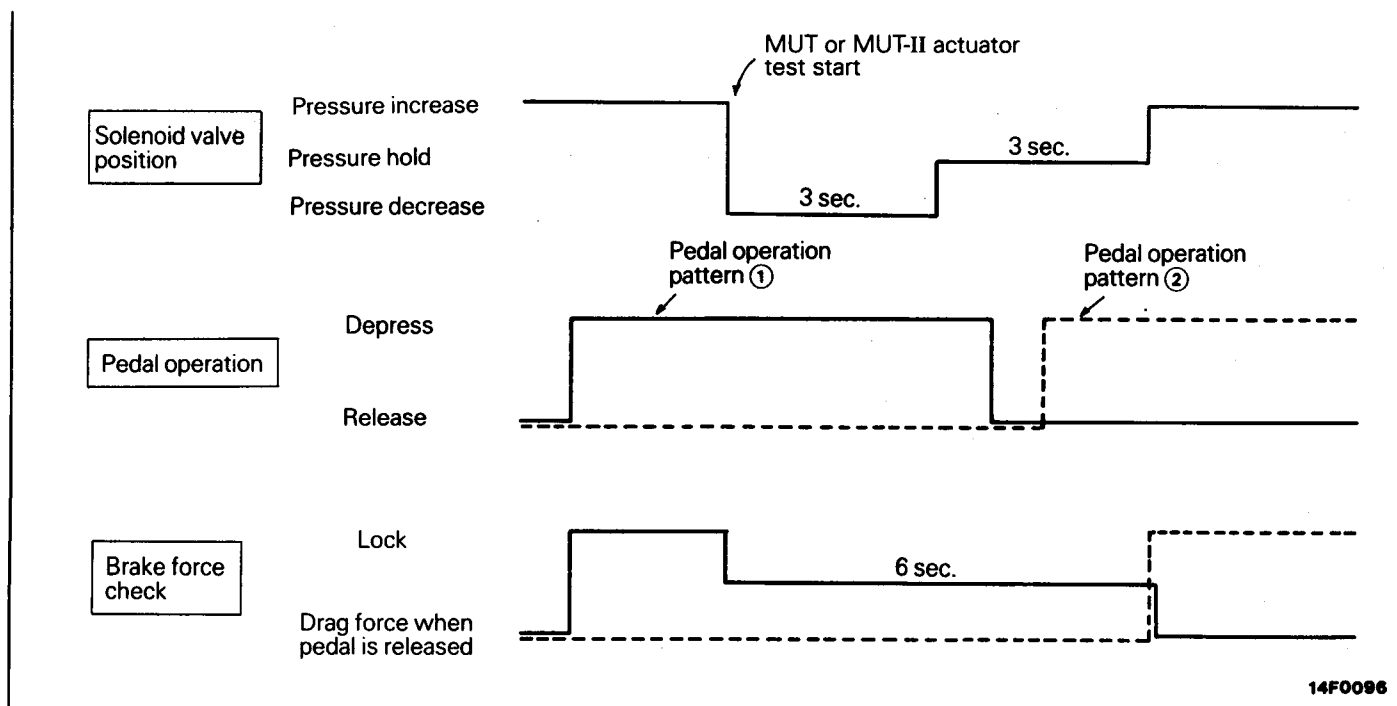 MUT or MUT-II actuator
test start
Solenoid valve
position
Pressure increase
Pressure hold
Pressure decrease
3 sec.
3 sec.
Pedal operation
pattern ①
Pedal operation
pattern ②
Pedal operation
Depress
Release
Brake force
check
Lock
6 sec.
Drag force when
pedal is released
14F0096